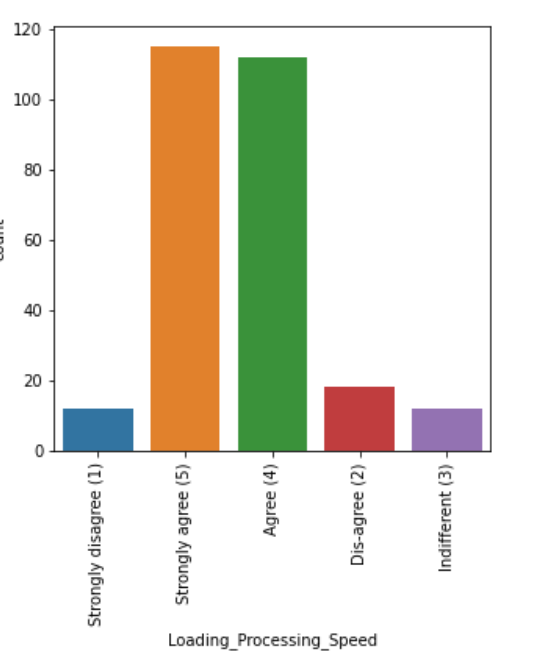 120
100
80
60
40
20
0
Strongly disagree (1)
Strongly agree (5)
Agree (4)
Dis-agree (2)
Indifferent (3)
Loading_Processing_Speed